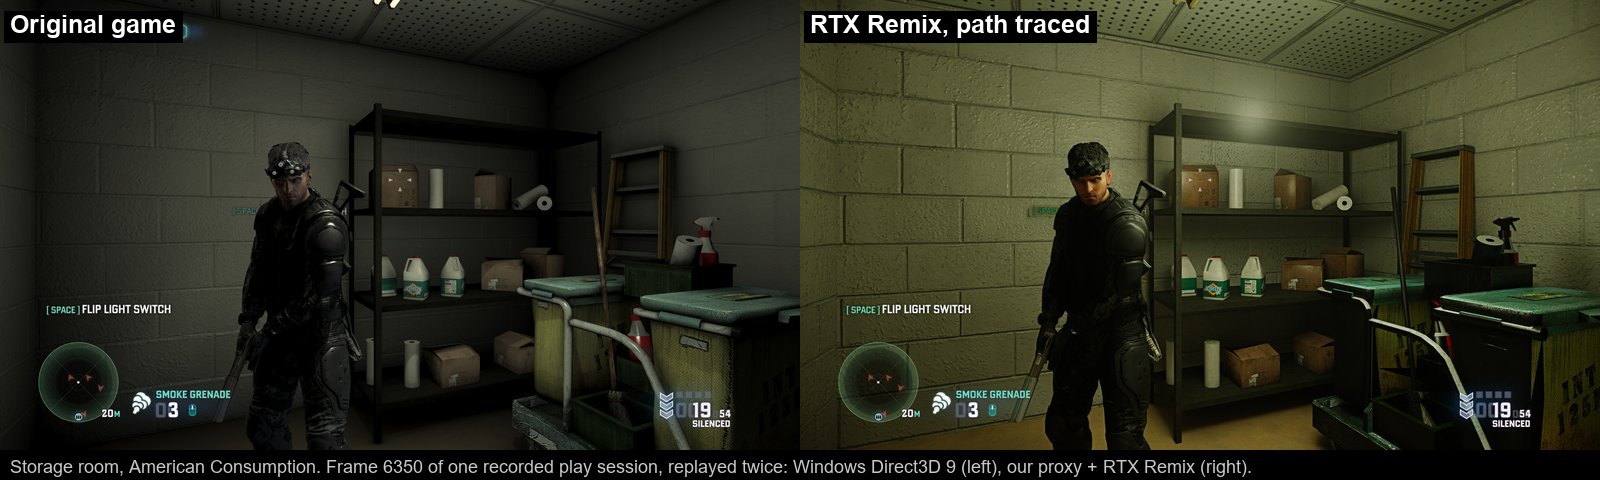 Original game
RTX Remix, path traced
[SPACE] FLIP LIGHT SWITCH
20M
SMOKE GRENADE
03
19 54
SILENCED
[SPACE] FLIP LIGHT SWITCH
20M
SMOKE GRENADE
03
19 54
SILENCED
Storage room, American Consumption. Frame 6350 of one recorded play session, replayed twice: Windows Direct3D 9 (left), our proxy + RTX Remix (right).